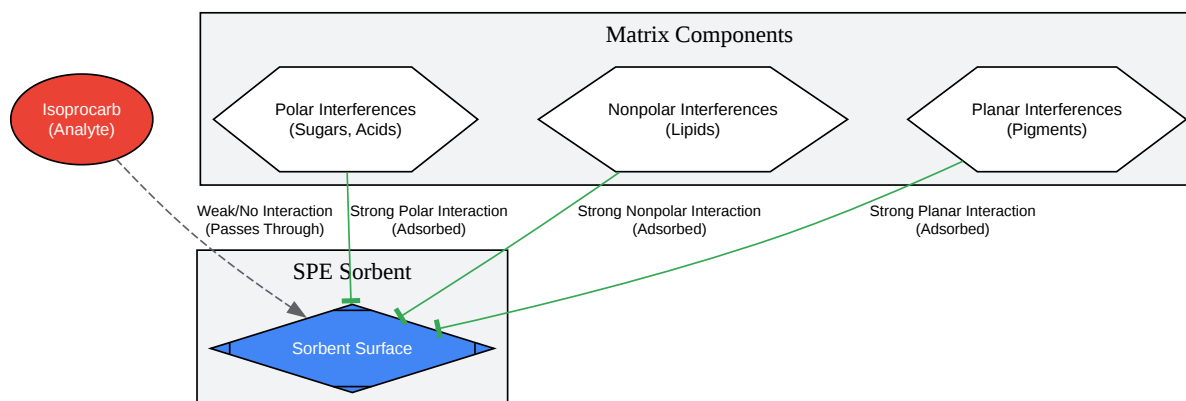 Matrix Components
Isoprocarb
(Analyte)
Polar Interferences
(Sugars, Acids)
Nonpolar Interferences
(Lipids)
Planar Interferences
(Pigments)
Weak/No Interaction
(Passes Through)
Strong Polar Interaction
(Adsorbed)
Strong Nonpolar Interaction
(Adsorbed)
Strong Planar Interaction
(Adsorbed)
SPE Sorbent
Sorbent Surface